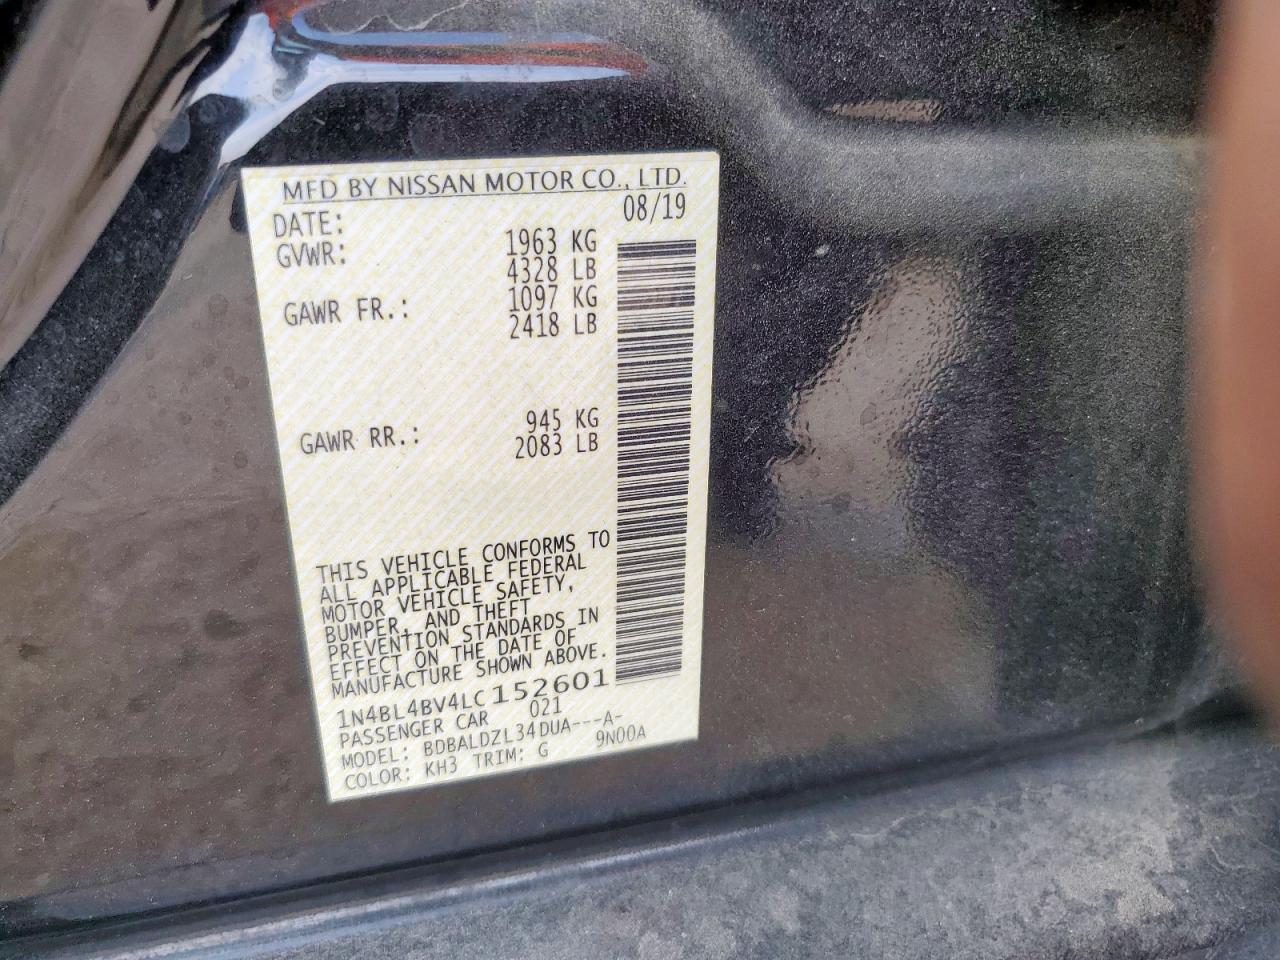 MFD BY NISSAN MOTOR CO., LTD.
DATE: 08/19
GVWR: 1963 KG
4328 LB
GAWR FR.: 1097 KG
2418 LB
GAWR RR.: 945 KG
2083 LB
THIS VEHICLE CONFORMS TO
ALL APPLICABLE FEDERAL
MOTOR VEHICLE SAFETY,
BUMPER, AND THEFT
PREVENTION STANDARDS IN
EFFECT ON THE DATE OF
MANUFACTURE SHOWN ABOVE.
1N4BL4BV4LC152601
PASSENGER CAR 021
MODEL: BDBALDZL34DUA---A-
COLOR: KH3 TRIM: G 9N00A